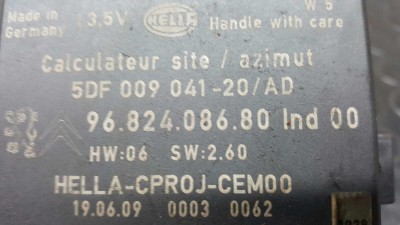 Made in Germany
13,5V
HELLA
W 5
Handle with care
Calculateur site / azimut
5DF 009 041-20/AD
96.824.086.80 Ind 00
HW:06 SW:2.60
HELLA-CPROJ-CEM00
19.06.09 0003 0062